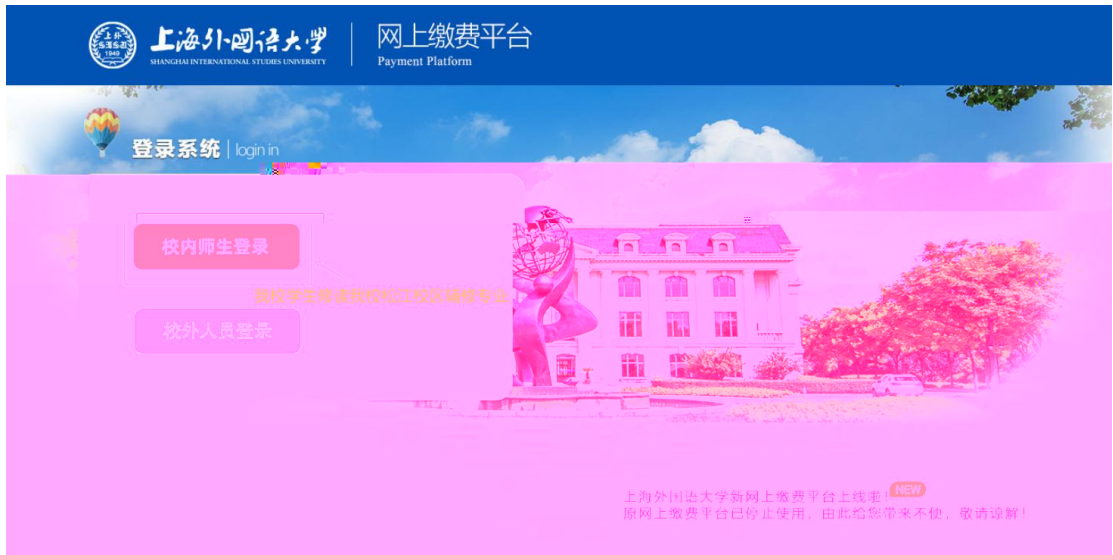 上海外国语大学
SHANGHAI INTERNATIONAL STUDIES UNIVERSITY
网上缴费平台
Payment Platform
登录系统 | login in
校内师生登录
校外人员登录
上海外国语大学新网上缴费平台上线啦! NEW
原网上缴费平台已停止使用,由此给您带来不便,敬请谅解!